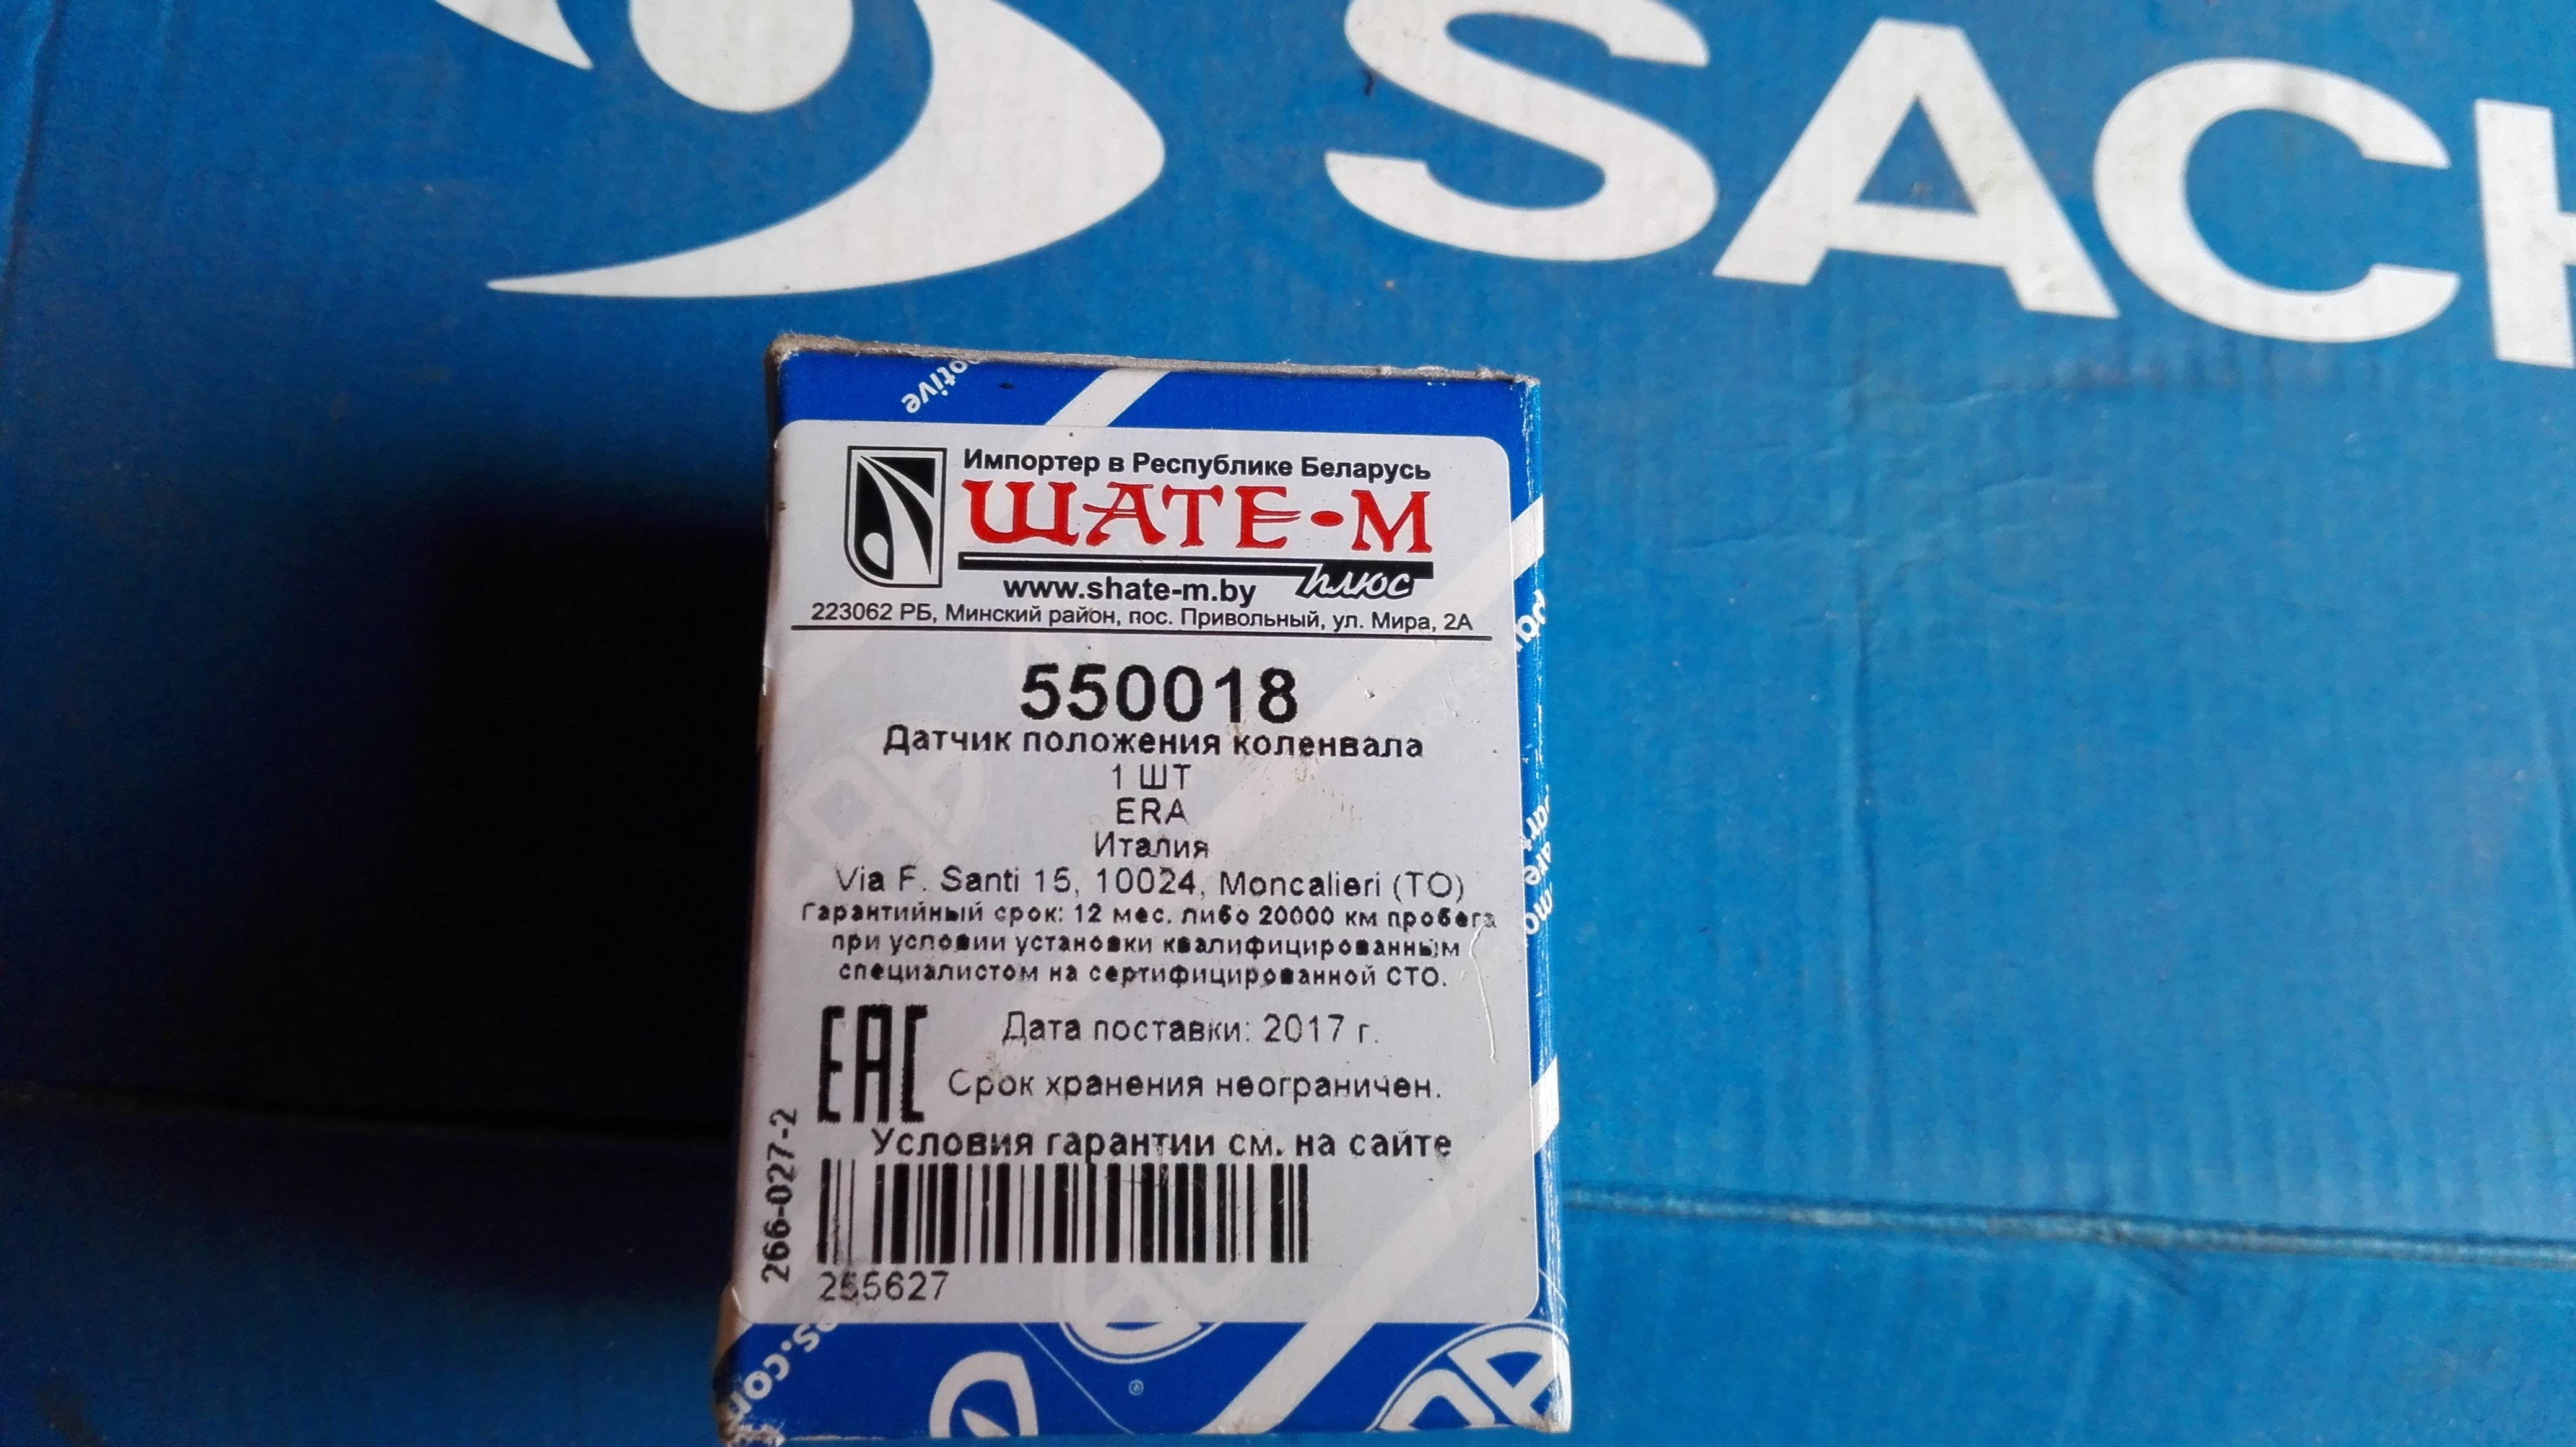 SACH
otive
Импортер в Республике Беларусь
ШАТЕ-М
плюс
www.shate-m.by
223062 РБ, Минский район, пос. Привольный, ул. Мира, 2А
550018
Датчик положения коленвала
1 ШТ
ERA
Италия
Via F. Santi 15, 10024, Moncalieri (TO)
Гарантийный срок: 12 мес. либо 20000 км пробега
при условии установки квалифицированным
специалистом на сертифицированной СТО.
EAC
Дата поставки: 2017 г.
Срок хранения неограничен.
Условия гарантии см. на сайте
266-027-2
255627
es.com